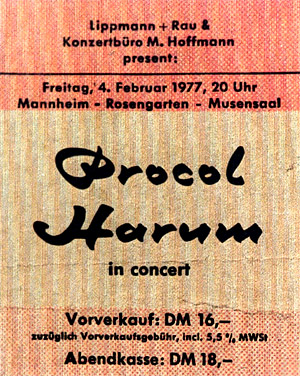 Lippmann + Rau &
Konzertbüro M. Hoffmann
present:
Freitag, 4. Februar 1977, 20 Uhr
Mannheim - Rosengarten - Musensaal
Procol
Harum
in concert
Vorverkauf: DM 16,–
zuzüglich Vorverkaufsgebühr, incl. 5,5 % MWSt
Abendkasse: DM 18,–